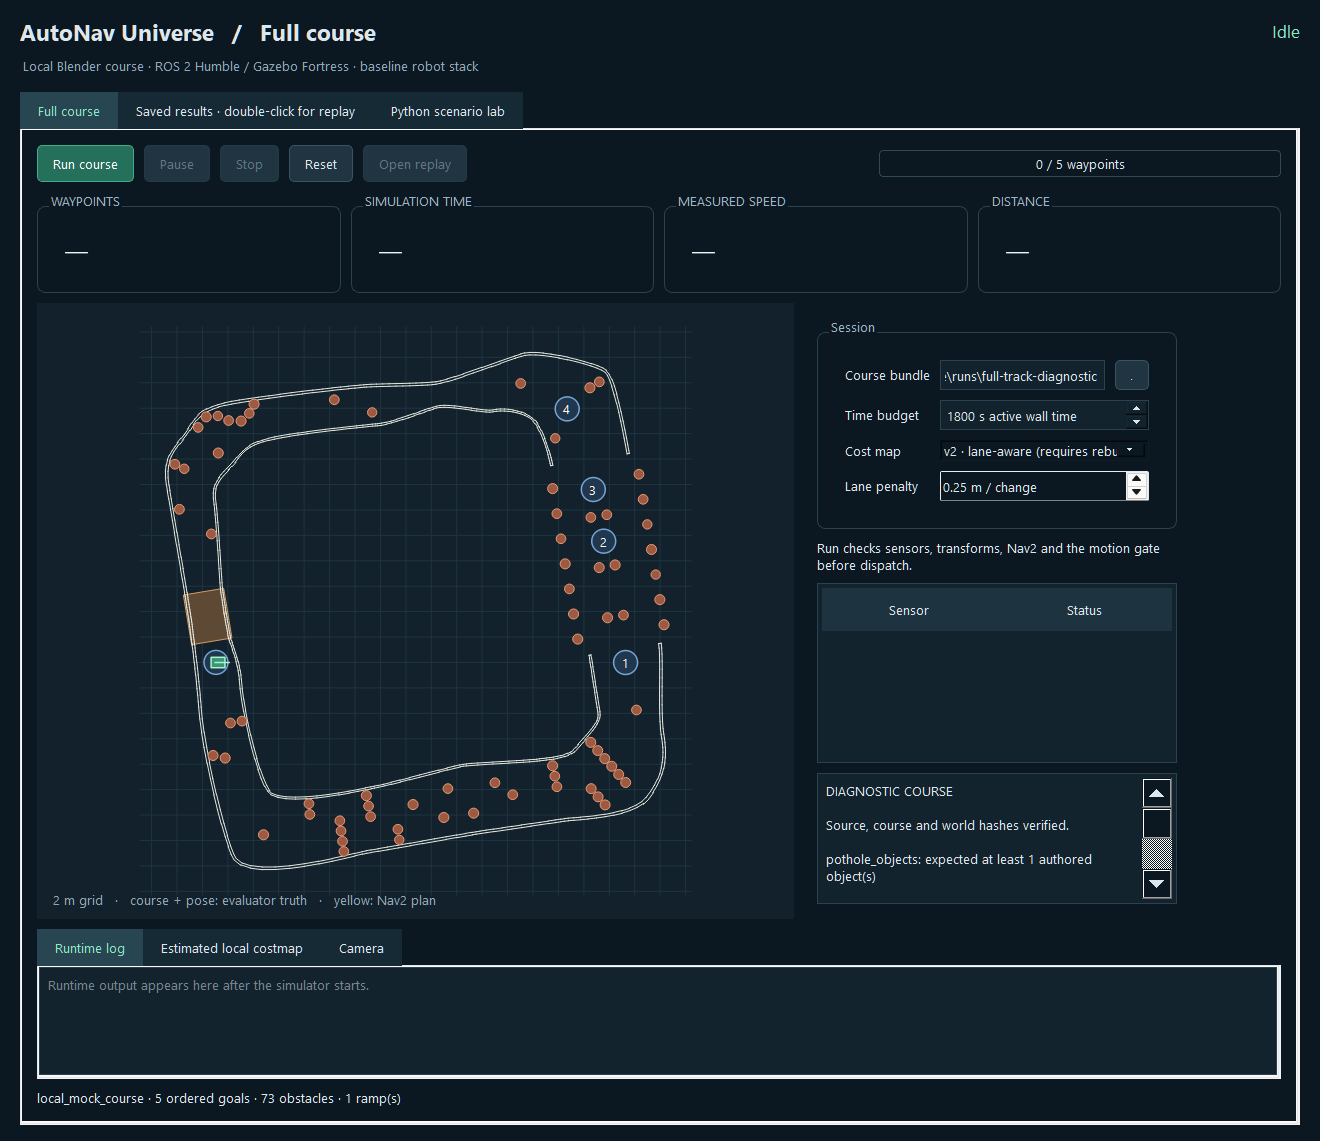 AutoNav Universe / Full course
Idle
Local Blender course · ROS 2 Humble / Gazebo Fortress · baseline robot stack
Full course
Saved results · double-click for replay
Python scenario lab
Run course
Pause
Stop
Reset
Open replay
0 / 5 waypoints
WAYPOINTS
SIMULATION TIME
MEASURED SPEED
DISTANCE
—
—
—
—
4
3
2
1
2 m grid · course + pose: evaluator truth · yellow: Nav2 plan
Session
Course bundle
\runs\full-track-diagnostic
.
Time budget
1800 s active wall time
Cost map
v2 · lane-aware (requires rebu
Lane penalty
0.25 m / change
Run checks sensors, transforms, Nav2 and the motion gate
before dispatch.
Sensor
Status
DIAGNOSTIC COURSE
Source, course and world hashes verified.
pothole_objects: expected at least 1 authored
object(s)
Runtime log
Estimated local costmap
Camera
Runtime output appears here after the simulator starts.
local_mock_course · 5 ordered goals · 73 obstacles · 1 ramp(s)